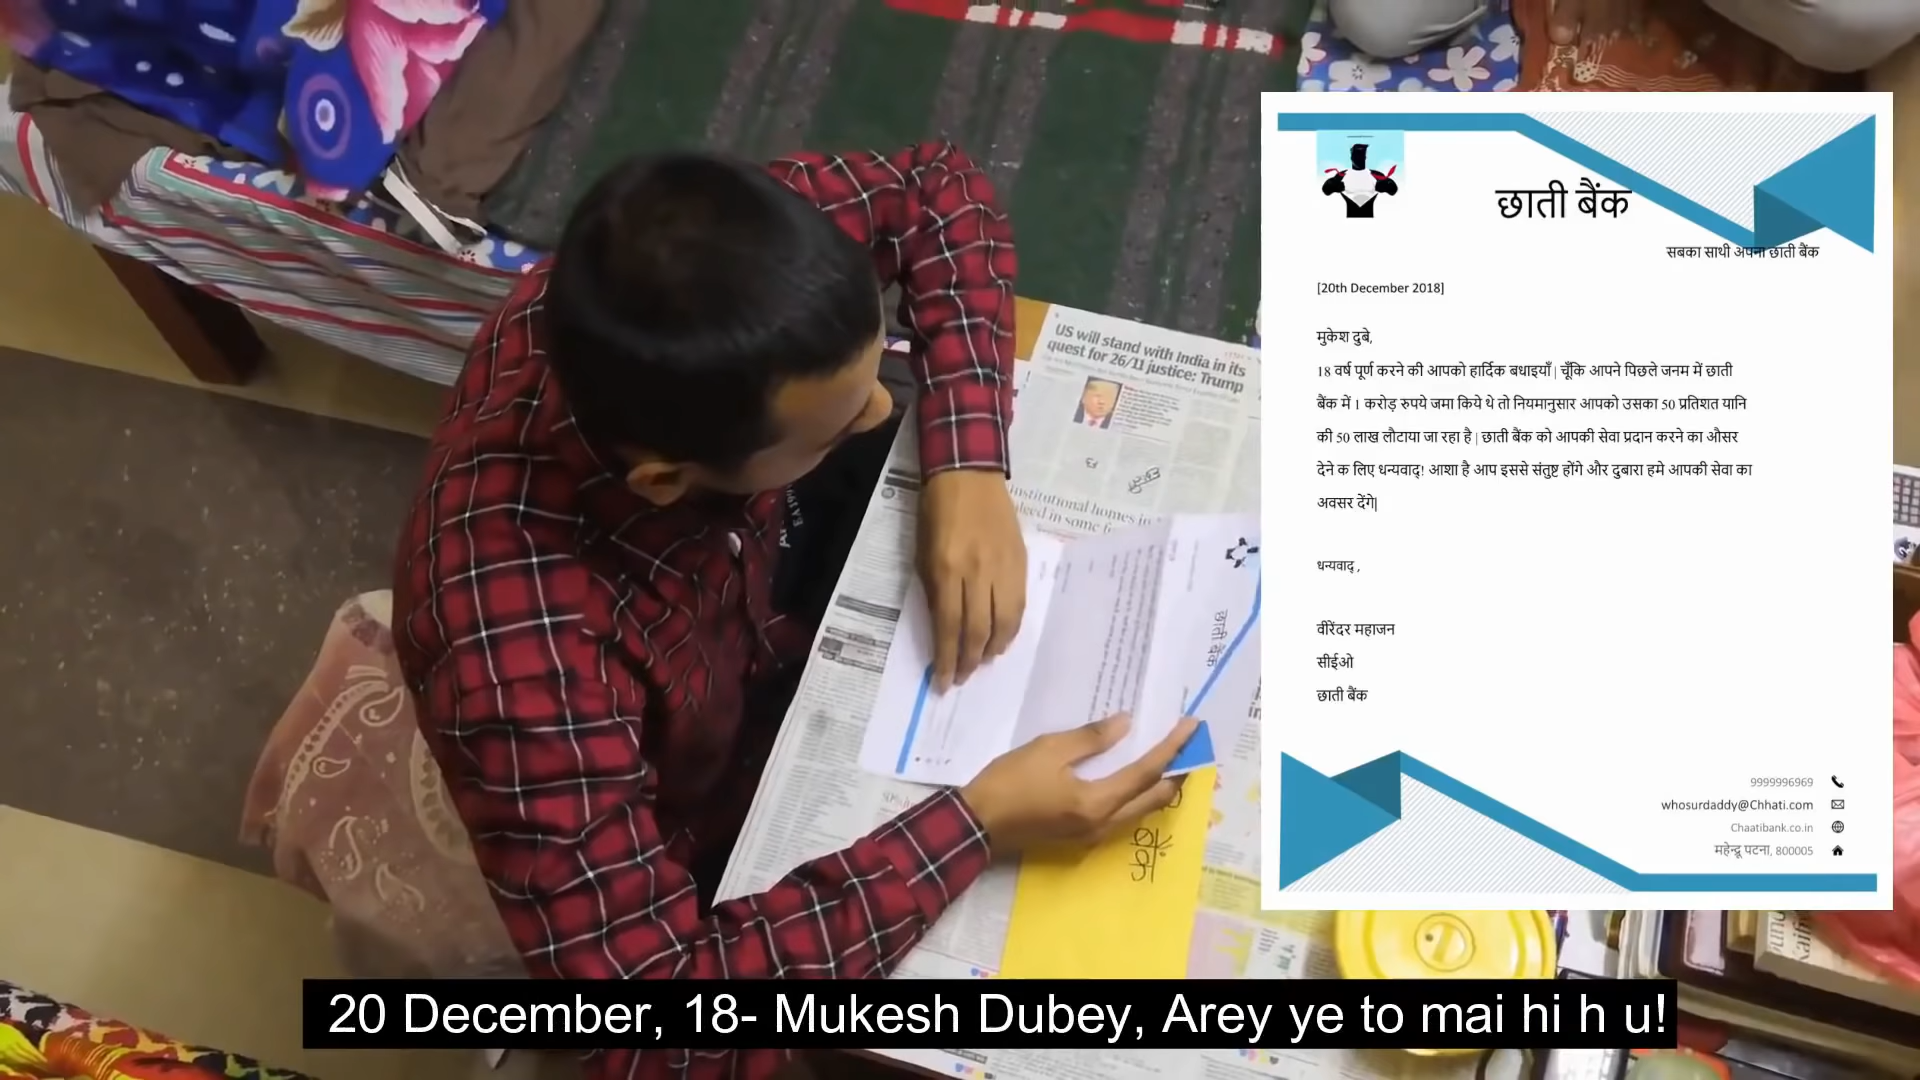 छाती बैंक
सबका साथी अपना छाती बैंक
[20th December 2018]
मुकेश दुबे,
18 वर्ष पूर्ण करने की आपको हार्दिक बधाइयाँ | चूँकि आपने पिछले जनम में छाती
बैंक में 1 करोड़ रुपये जमा किये थे तो नियमानुसार आपको उसका 50 प्रतिशत यानि
की 50 लाख लौटाया जा रहा है | छाती बैंक को आपकी सेवा प्रदान करने का औसर
देने क लिए धन्यवाद्! आशा है आप इससे संतुष्ट होंगे और दुबारा हमे आपकी सेवा का
अवसर देंगे|
धन्यवाद् ,
वीरेंदर महाजन
सीईओ
छाती बैंक
9999996969
whosurdaddy@Chhati.com
Chaatibank.co.in
महेन्द्रू पटना, 800005
US will stand with India in its
quest for 26/11 justice: Trump
Institutional homes in
छाती बैंक
बैंक
20 December, 18- Mukesh Dubey, Arey ye to mai hi h u!